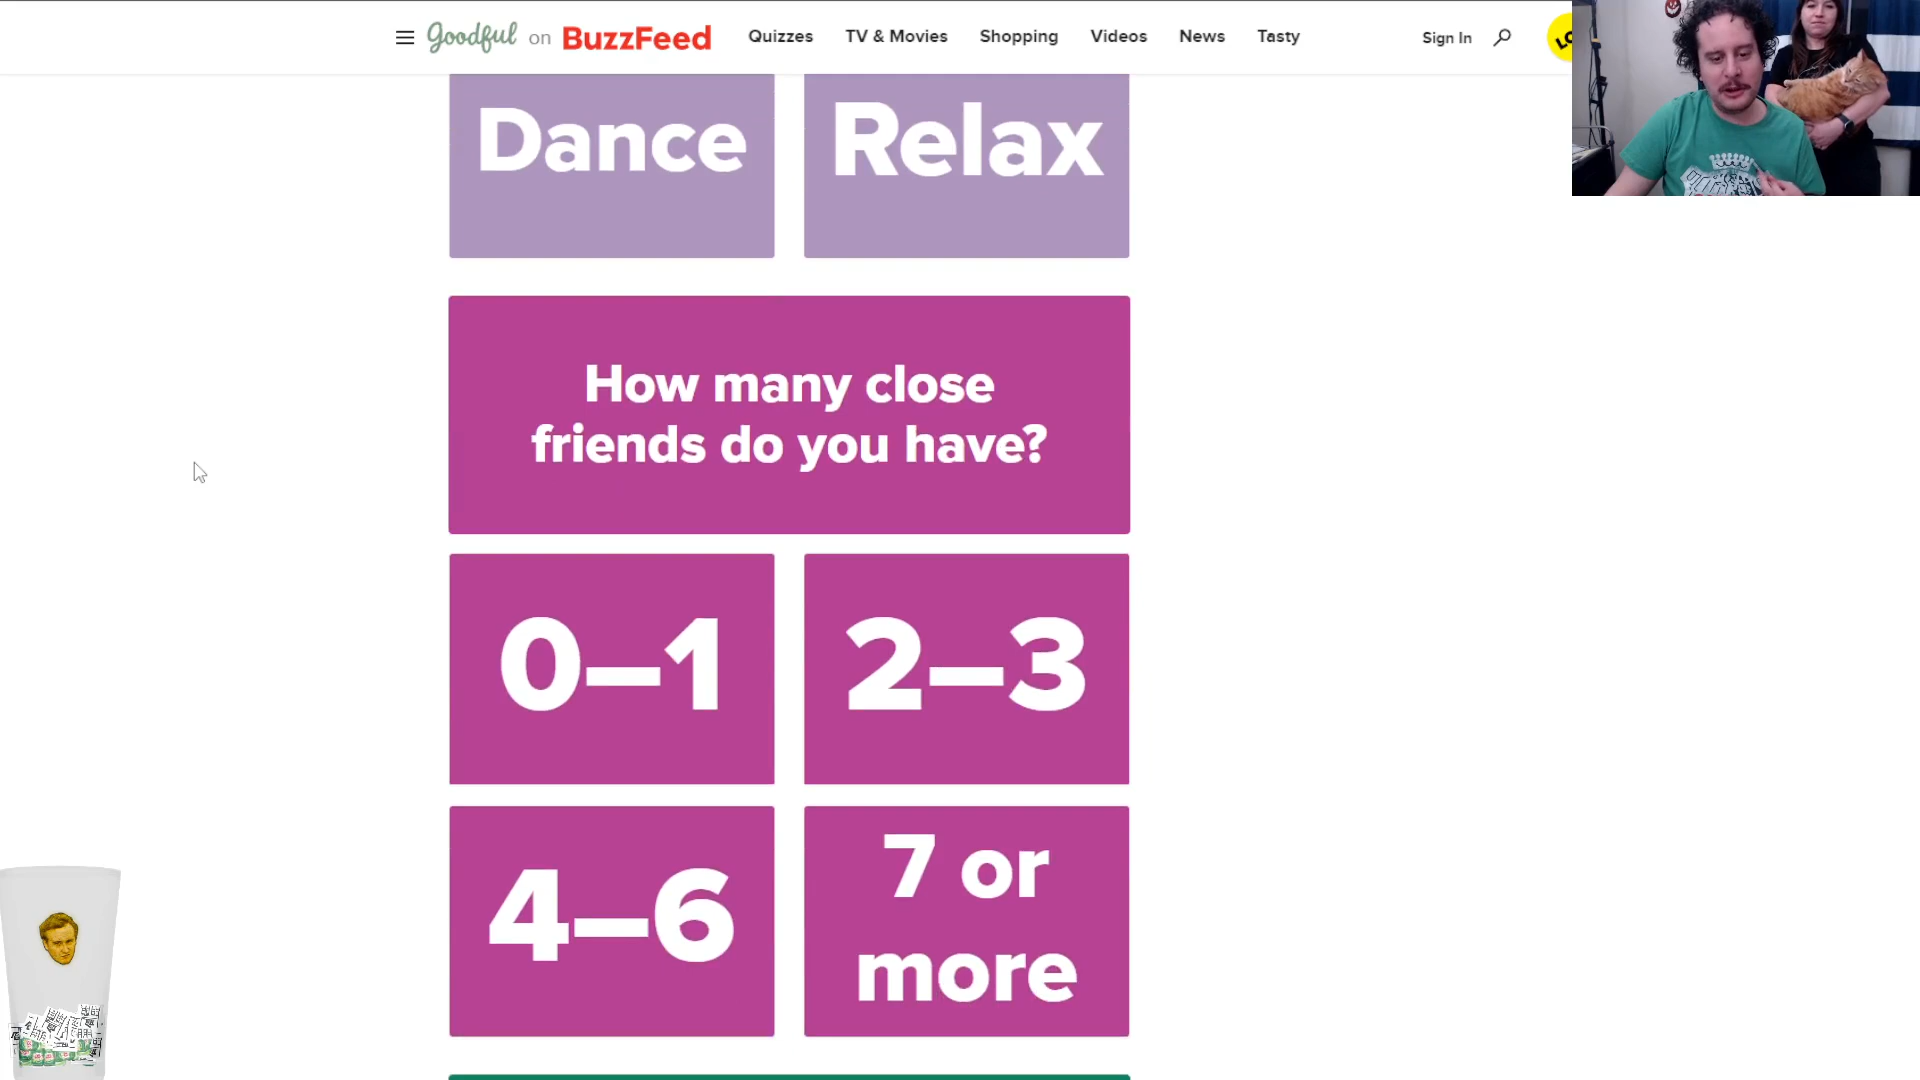 goodful on BuzzFeed Quizzes TV & Movies Shopping Videos News Tasty Sign In
Dance Relax
How many close
friends do you have?
0–1 2–3
4–6 7 or
more